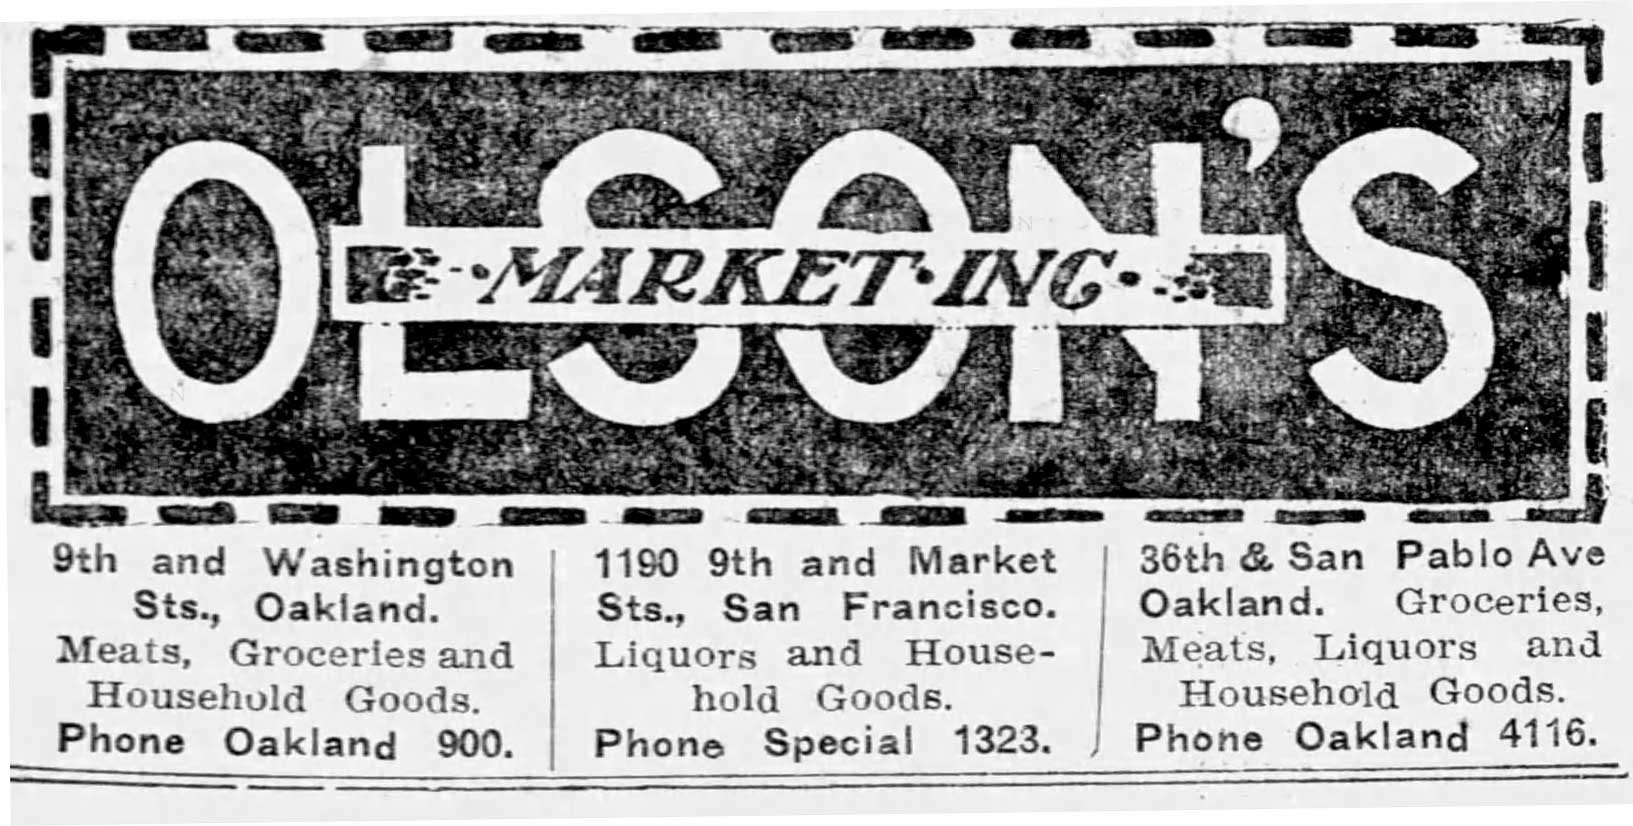 OLSON'S
MARKET·INC·
9th and Washington
Sts., Oakland.
Meats, Groceries and
Household Goods.
Phone Oakland 900.
1190 9th and Market
Sts., San Francisco.
Liquors and House-
hold Goods.
Phone Special 1323.
36th & San Pablo Ave
Oakland. Groceries,
Meats, Liquors and
Household Goods.
Phone Oakland 4116.